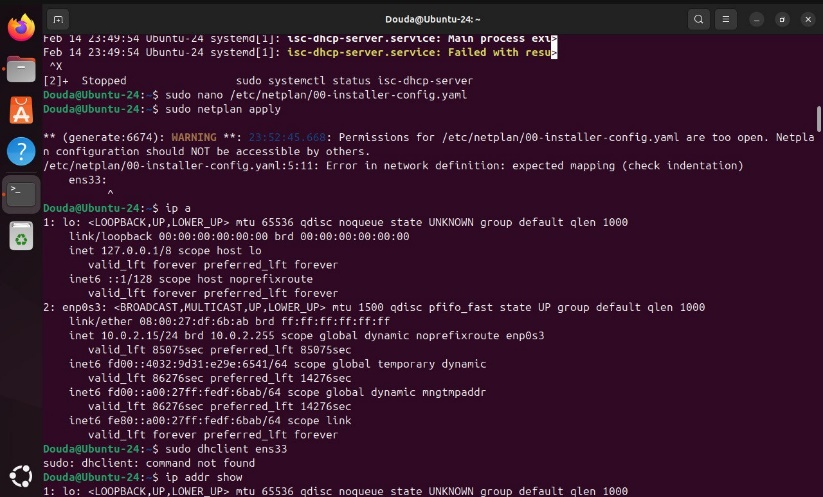 Douda@Ubuntu-24: ~
Feb 14 23:49:54 Ubuntu-24 systemd[1]: isc-dhcp-server.service: Main process exi>
Feb 14 23:49:54 Ubuntu-24 systemd[1]: isc-dhcp-server.service: Failed with resu>
^X
[2]+  Stopped                 sudo systemctl status isc-dhcp-server
Douda@Ubuntu-24:~$ sudo nano /etc/netplan/00-installer-config.yaml
Douda@Ubuntu-24:~$ sudo netplan apply
** (generate:6674): WARNING **: 23:52:45.668: Permissions for /etc/netplan/00-installer-config.yaml are too open. Netpla
n configuration should NOT be accessible by others.
/etc/netplan/00-installer-config.yaml:5:11: Error in network definition: expected mapping (check indentation)
    ens33:
          ^
Douda@Ubuntu-24:~$ ip a
1: lo: <LOOPBACK,UP,LOWER_UP> mtu 65536 qdisc noqueue state UNKNOWN group default qlen 1000
    link/loopback 00:00:00:00:00:00 brd 00:00:00:00:00:00
    inet 127.0.0.1/8 scope host lo
       valid_lft forever preferred_lft forever
    inet6 ::1/128 scope host noprefixroute
       valid_lft forever preferred_lft forever
2: enp0s3: <BROADCAST,MULTICAST,UP,LOWER_UP> mtu 1500 qdisc pfifo_fast state UP group default qlen 1000
    link/ether 08:00:27:df:6b:ab brd ff:ff:ff:ff:ff:ff
    inet 10.0.2.15/24 brd 10.0.2.255 scope global dynamic noprefixroute enp0s3
       valid_lft 85075sec preferred_lft 85075sec
    inet6 fd00::4032:9d31:e29e:6541/64 scope global temporary dynamic
       valid_lft 86276sec preferred_lft 14276sec
    inet6 fd00::a00:27ff:fedf:6bab/64 scope global dynamic mngtmpaddr
       valid_lft 86276sec preferred_lft 14276sec
    inet6 fe80::a00:27ff:fedf:6bab/64 scope link
       valid_lft forever preferred_lft forever
Douda@Ubuntu-24:~$ sudo dhclient ens33
sudo: dhclient: command not found
Douda@Ubuntu-24:~$ ip addr show
1: lo: <LOOPBACK,UP,LOWER_UP> mtu 65536 qdisc noqueue state UNKNOWN group default qlen 1000